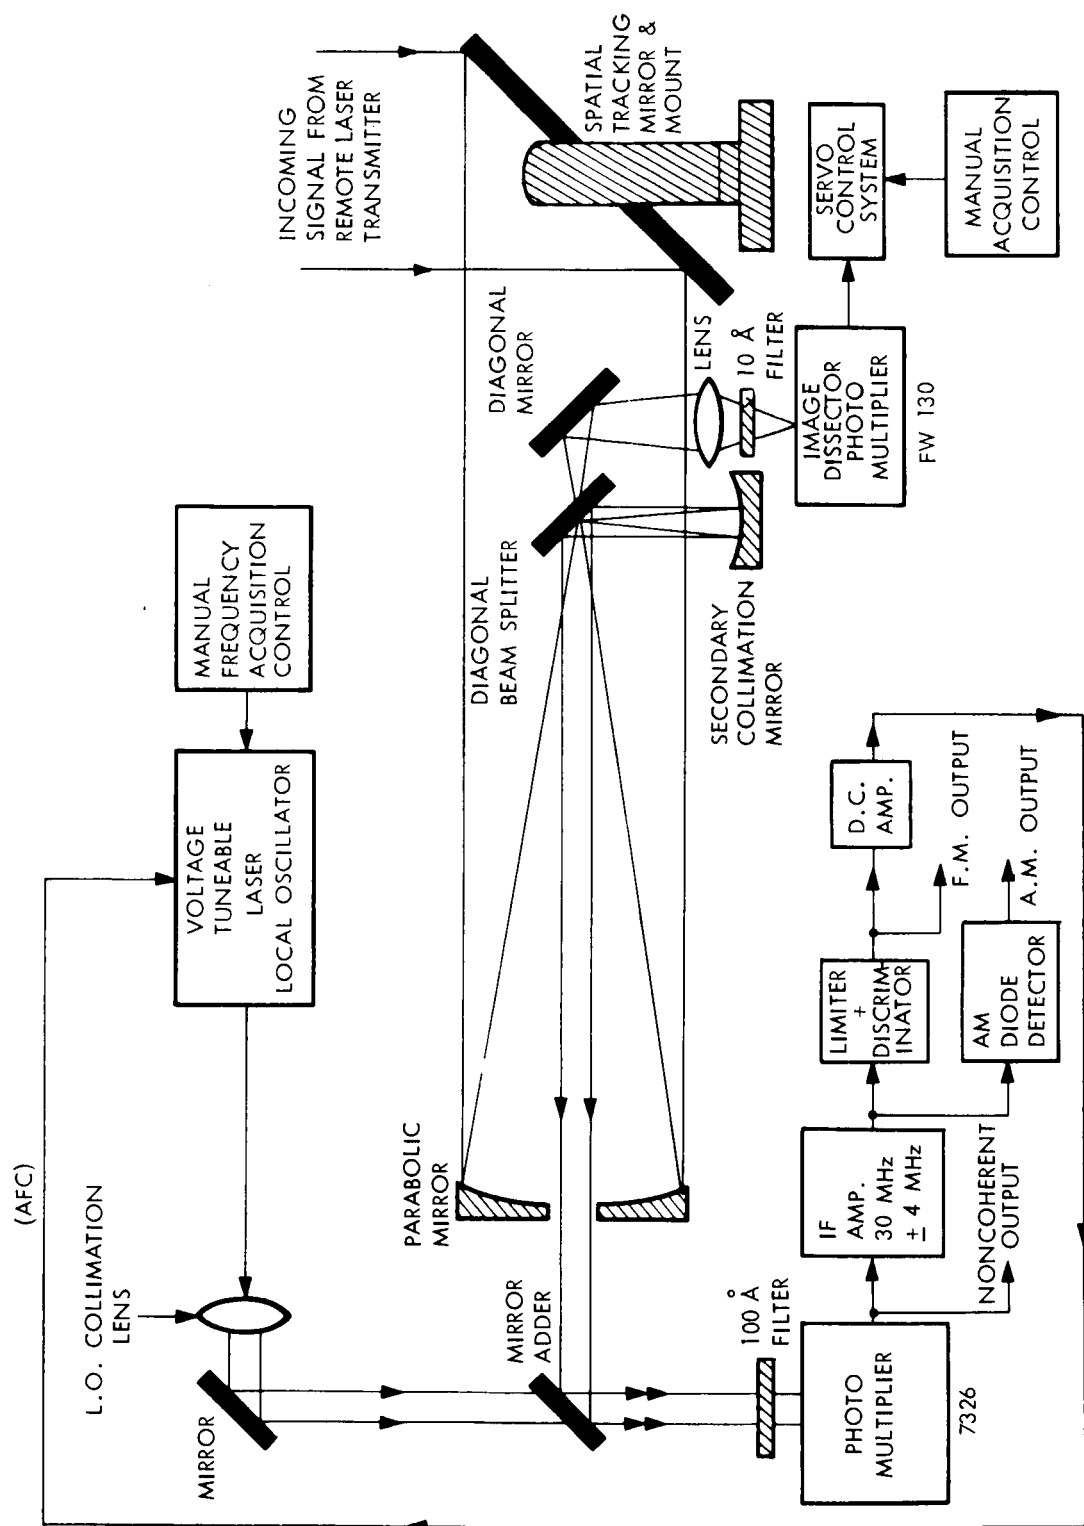 (AFC)
L.O. COLLIMATION
LENS
MIRROR
VOLTAGE
TUNEABLE
LASER
LOCAL OSCILLATOR
MANUAL
FREQUENCY
ACQUISITION
CONTROL
INCOMING
SIGNAL FROM
REMOTE LASER
TRANSMITTER
PARABOLIC
MIRROR
MIRROR
ADDER
DIAGONAL
BEAM SPLITTER
DIAGONAL
MIRROR
SPATIAL
TRACKING
MIRROR &
MOUNT
SECONDARY
COLLIMATION
MIRROR
LENS
10 Å
FILTER
IMAGE
DISSECTOR
PHOTO
MULTIPLIER
FW 130
SERVO
CONTROL
SYSTEM
MANUAL
ACQUISITION
CONTROL
100 Å
FILTER
PHOTO
MULTIPLIER
7326
IF
AMP.
30 MHz
± 4 MHz
NONCOHERENT
OUTPUT
LIMITER
+
DISCRIM
INATOR
D.C.
AMP.
F.M. OUTPUT
AM
DIODE
DETECTOR
A.M. OUTPUT